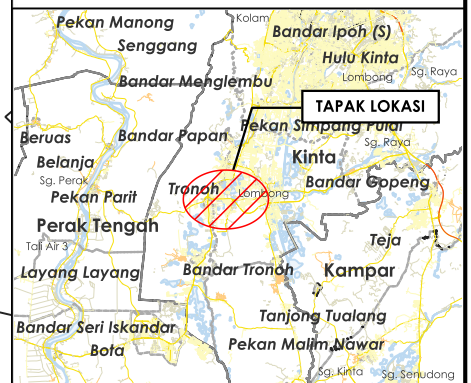 Kolam
Pekan Manong
Bandar Ipoh (S)
Senggang
Hulu Kinta
Sg. Raya
Lombong
Bandar Menglembu
TAPAK LOKASI
Pekan Simpang Pulai
Beruas
Bandar Papan
Sg. Raya
Belanja
Kinta
Sg. Perak
Bandar Gopeng
Tronoh
Lombong
Pekan Parit
Perak Tengah
Tali Air 3
Teja
Layang Layang
Bandar Tronoh
Kampar
Tanjong Tualang
Bandar Seri Iskandar
Bota
Pekan Malim Nawar
Sg. Kinta
Sg. Senudong